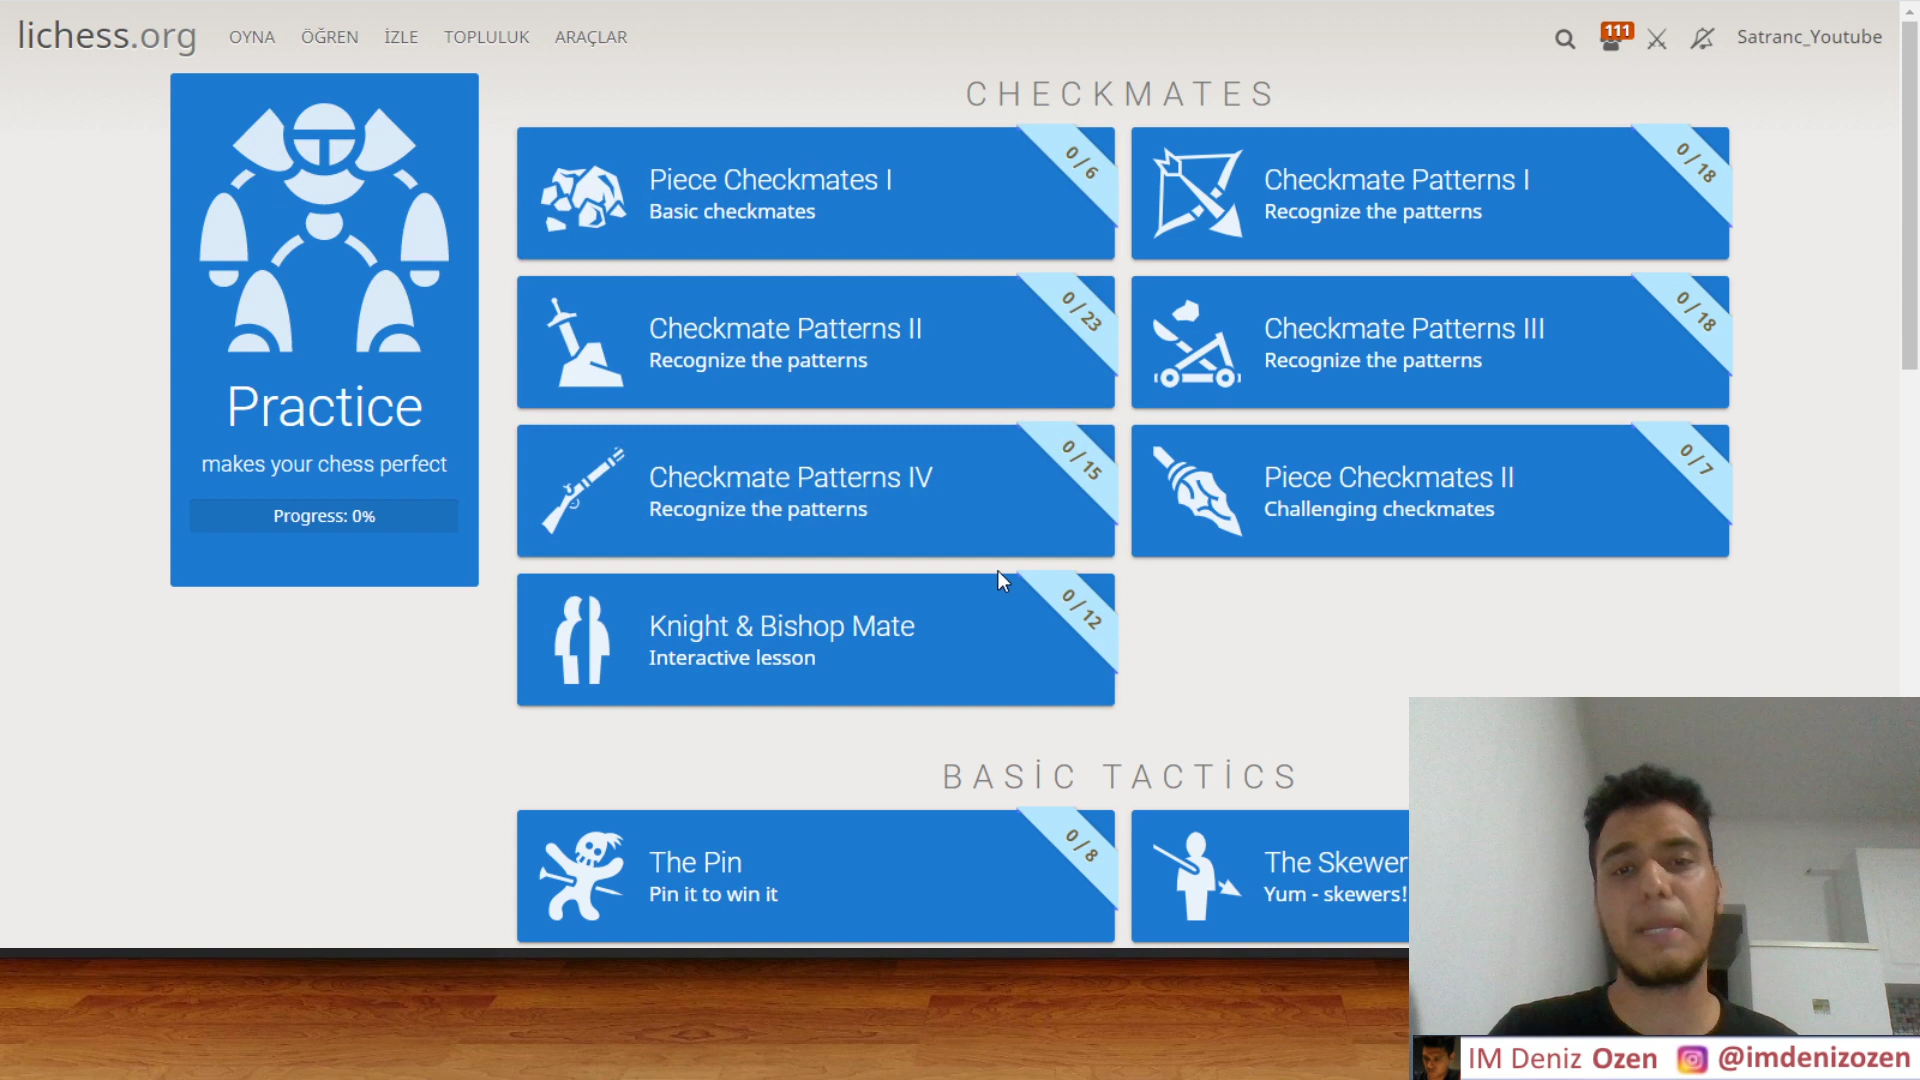 lichess.org
OYNA ÖĞREN İZLE TOPLULUK ARAÇLAR
111
Satranc_Youtube
Practice
makes your chess perfect
Progress: 0%
CHECKMATES
Piece Checkmates I
Basic checkmates
0 / 6
Checkmate Patterns I
Recognize the patterns
0 / 18
Checkmate Patterns II
Recognize the patterns
0 / 23
Checkmate Patterns III
Recognize the patterns
0 / 18
Checkmate Patterns IV
Recognize the patterns
0 / 15
Piece Checkmates II
Challenging checkmates
0 / 7
Knight & Bishop Mate
Interactive lesson
0 / 12
BASİC TACTİCS
The Pin
Pin it to win it
0 / 8
The Skewer
Yum - skewers!
IM Deniz Ozen @imdenizozen